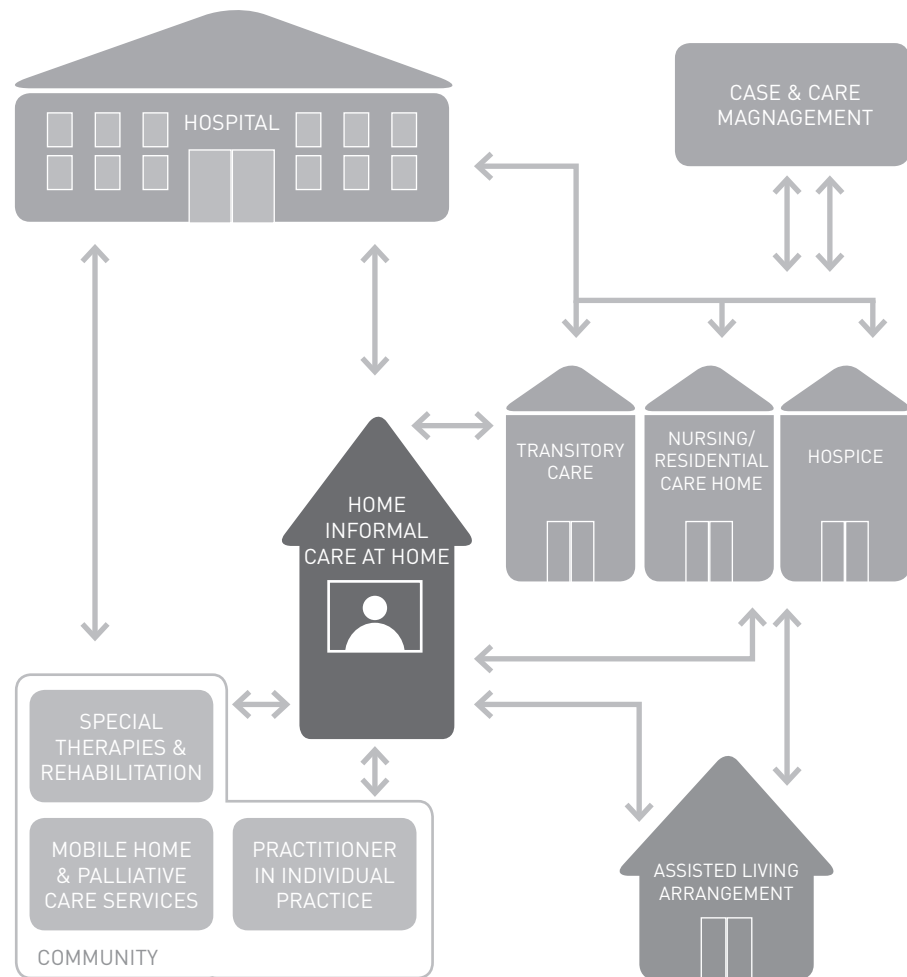 HOSPITAL
CASE & CARE
MAGNAGEMENT
TRANSITORY
CARE
NURSING/
RESIDENTIAL
CARE HOME
HOSPICE
HOME
INFORMAL
CARE AT HOME
SPECIAL
THERAPIES &
REHABILITATION
MOBILE HOME
& PALLIATIVE
CARE SERVICES
PRACTITIONER
IN INDIVIDUAL
PRACTICE
COMMUNITY
ASSISTED LIVING
ARRANGEMENT